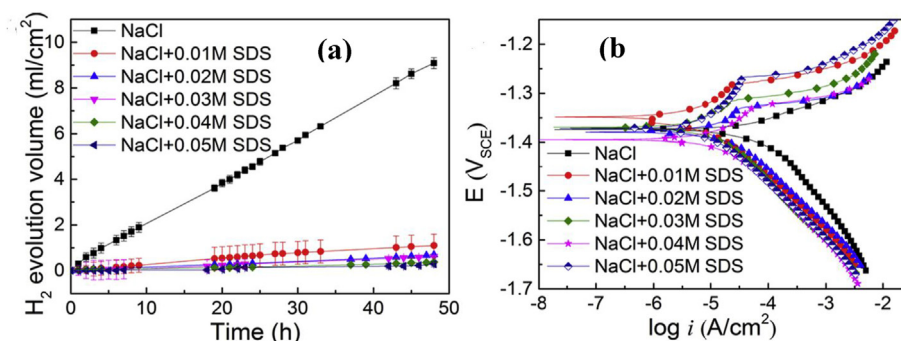 H2 evolution volume (ml/cm²)
10
8
6
4
2
0
(a)
NaCl
NaCl+0.01M SDS
NaCl+0.02M SDS
NaCl+0.03M SDS
NaCl+0.04M SDS
NaCl+0.05M SDS
0
10
20
30
40
50
Time (h)
E (VSCE)
-1.2
-1.3
-1.4
-1.5
-1.6
-1.7
(b)
NaCl
NaCl+0.01M SDS
NaCl+0.02M SDS
NaCl+0.03M SDS
NaCl+0.04M SDS
NaCl+0.05M SDS
-8
-7
-6
-5
-4
-3
-2
log i (A/cm²)